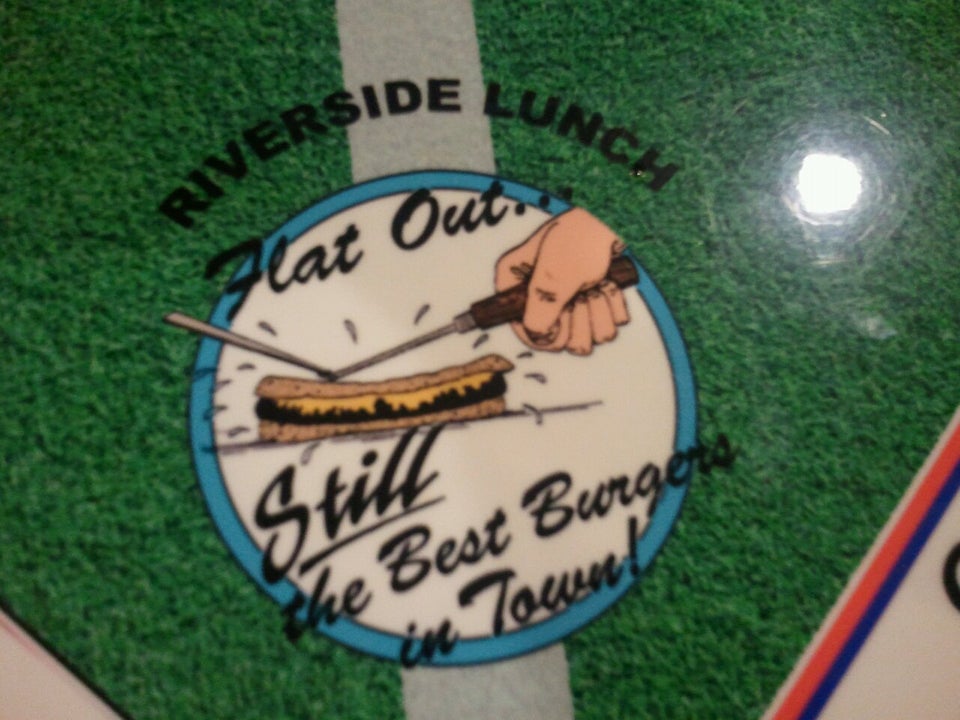 RIVERSIDE LUNCH
Flat Out...
Still
the Best Burgers
in Town!